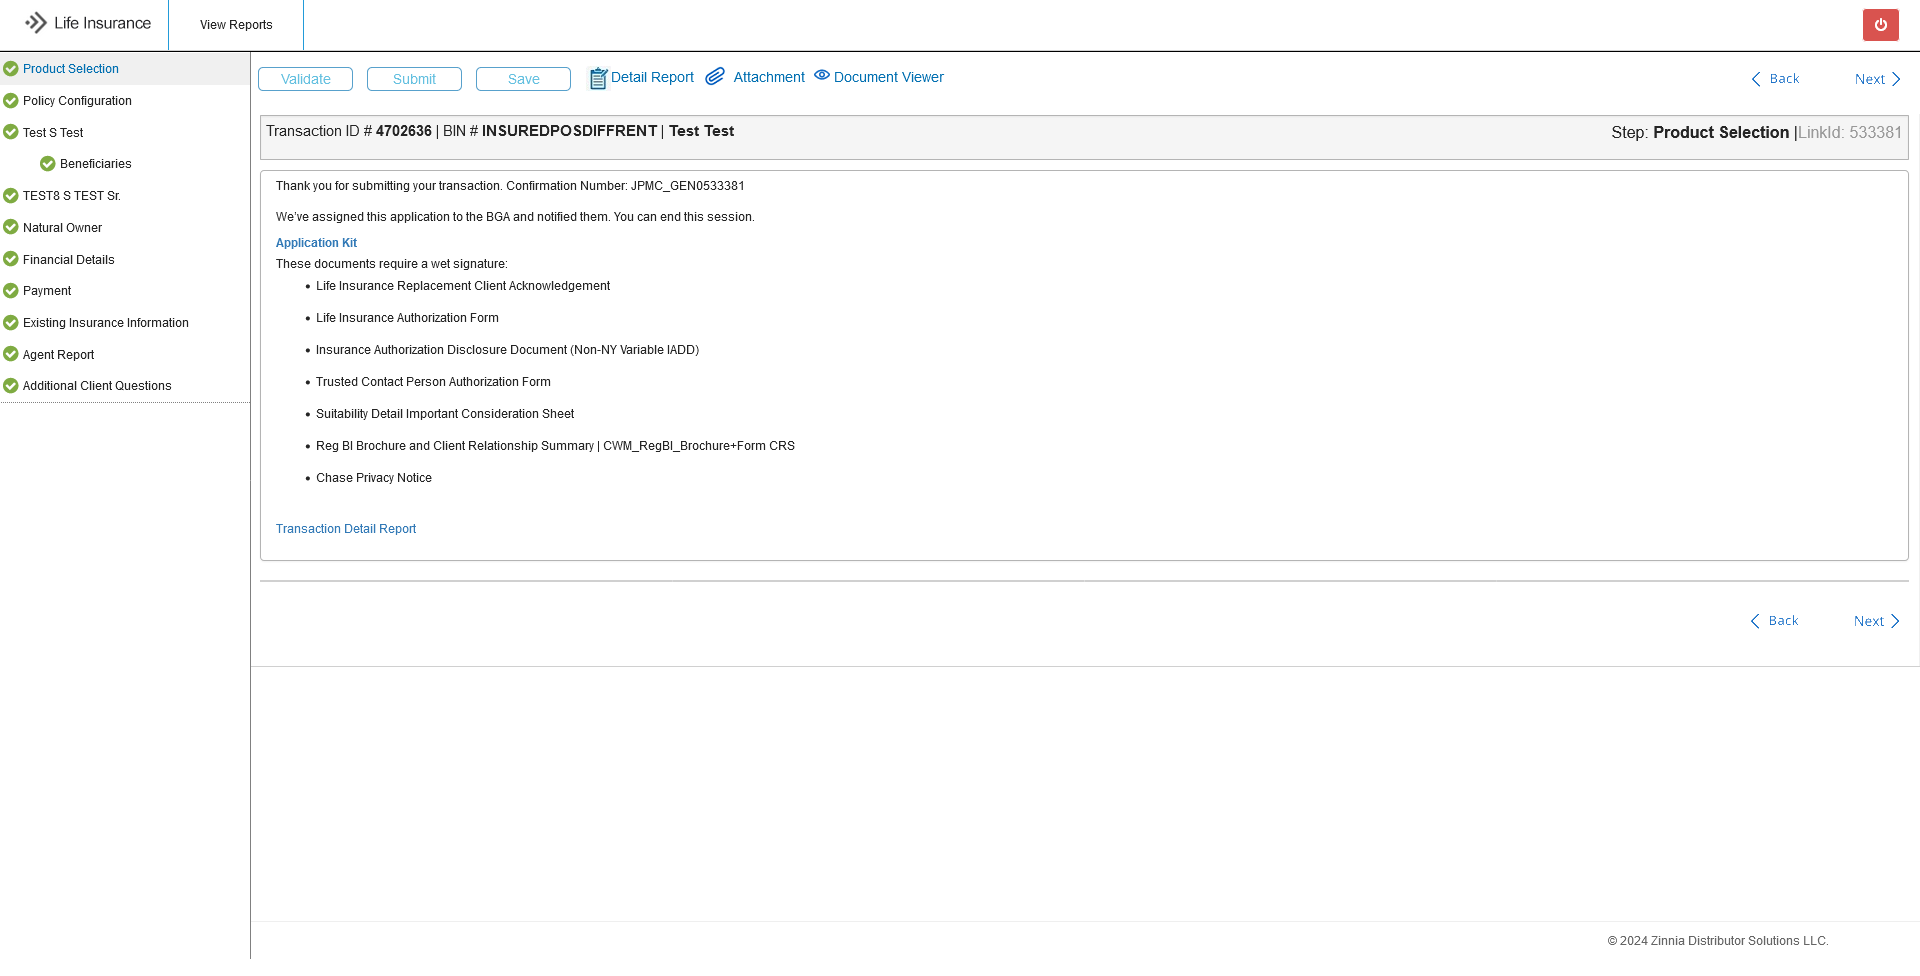 Life Insurance
View Reports
Product Selection
Policy Configuration
Test S Test
Beneficiaries
TEST8 S TEST Sr.
Natural Owner
Financial Details
Payment
Existing Insurance Information
Agent Report
Additional Client Questions
Validate Submit Save Detail Report Attachment Document Viewer Back Next
Transaction ID # 4702636 | BIN # INSUREDPOSDIFFRENT | Test Test
Step: Product Selection |LinkId: 533381
Thank you for submitting your transaction. Confirmation Number: JPMC_GEN0533381
We've assigned this application to the BGA and notified them. You can end this session.
Application Kit
These documents require a wet signature:
• Life Insurance Replacement Client Acknowledgement
• Life Insurance Authorization Form
• Insurance Authorization Disclosure Document (Non-NY Variable IADD)
• Trusted Contact Person Authorization Form
• Suitability Detail Important Consideration Sheet
• Reg BI Brochure and Client Relationship Summary | CWM_RegBI_Brochure+Form CRS
• Chase Privacy Notice
Transaction Detail Report
Back Next
© 2024 Zinnia Distributor Solutions LLC.